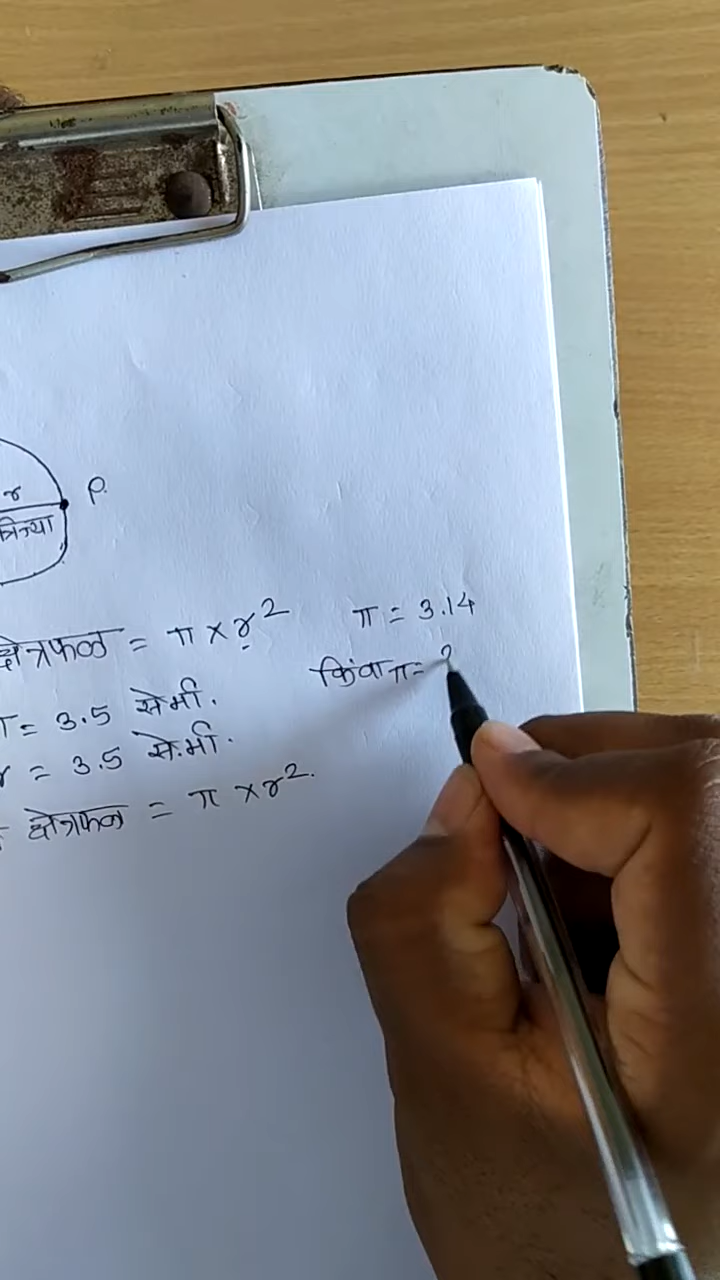 r P.
त्रिज्या
क्षेत्रफळ = π × r² π = 3.14
किंवा π =
= 3.5 से.मी.
r = 3.5 से.मी.
क्षेत्रफळ = π × r².